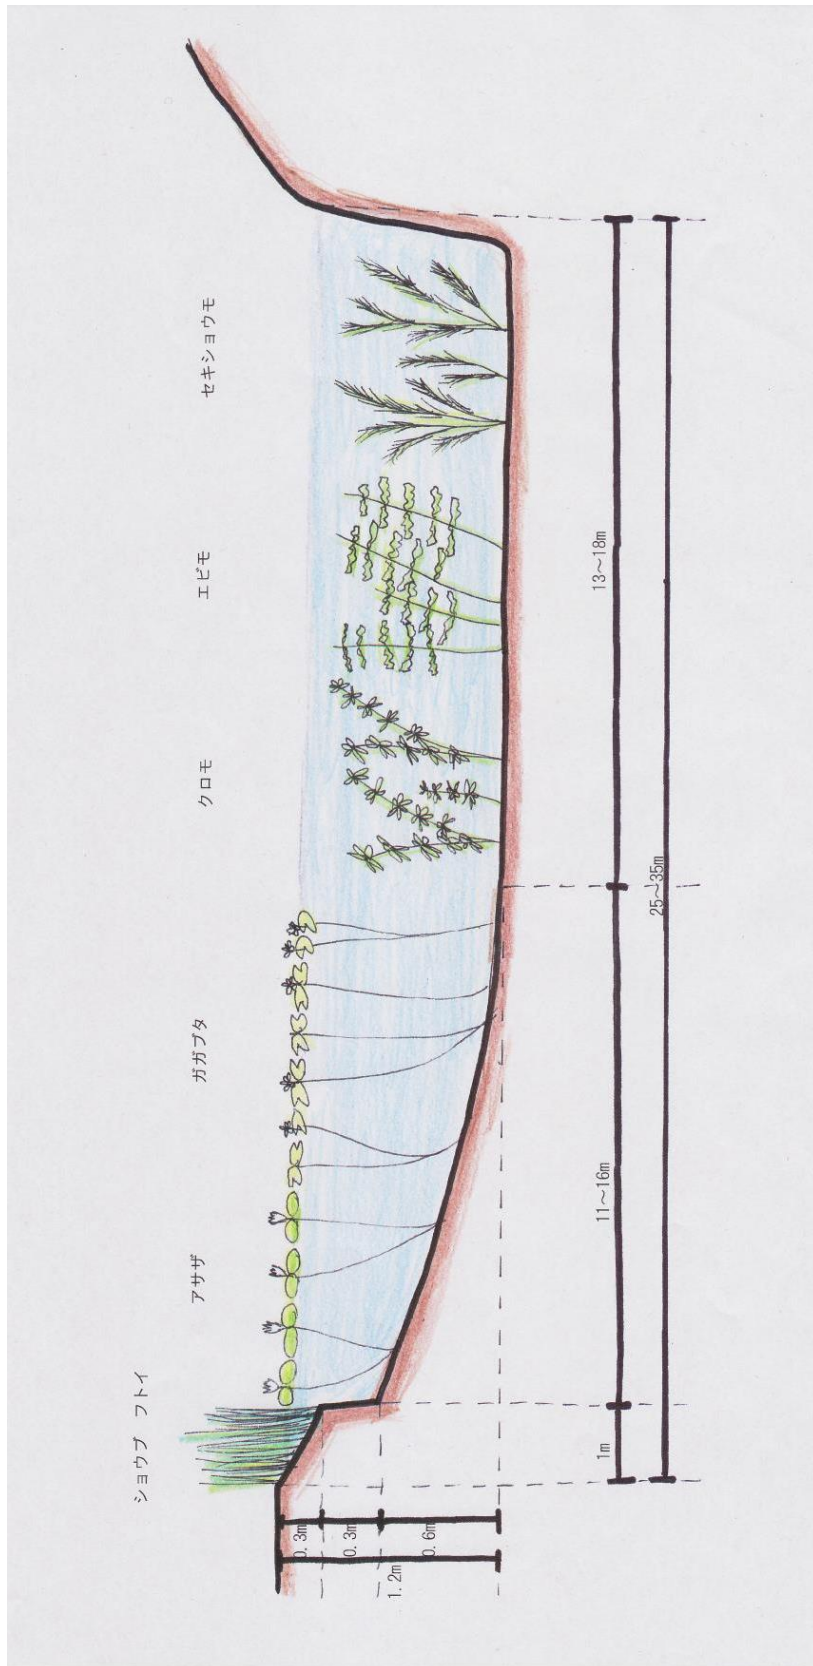 ショウブ　フトイ
アサザ
ガガブタ
クロモ
エビモ
セキショウモ
0.3m
0.3m
0.6m
1.2m
1m
11～16m
13～18m
25～35m